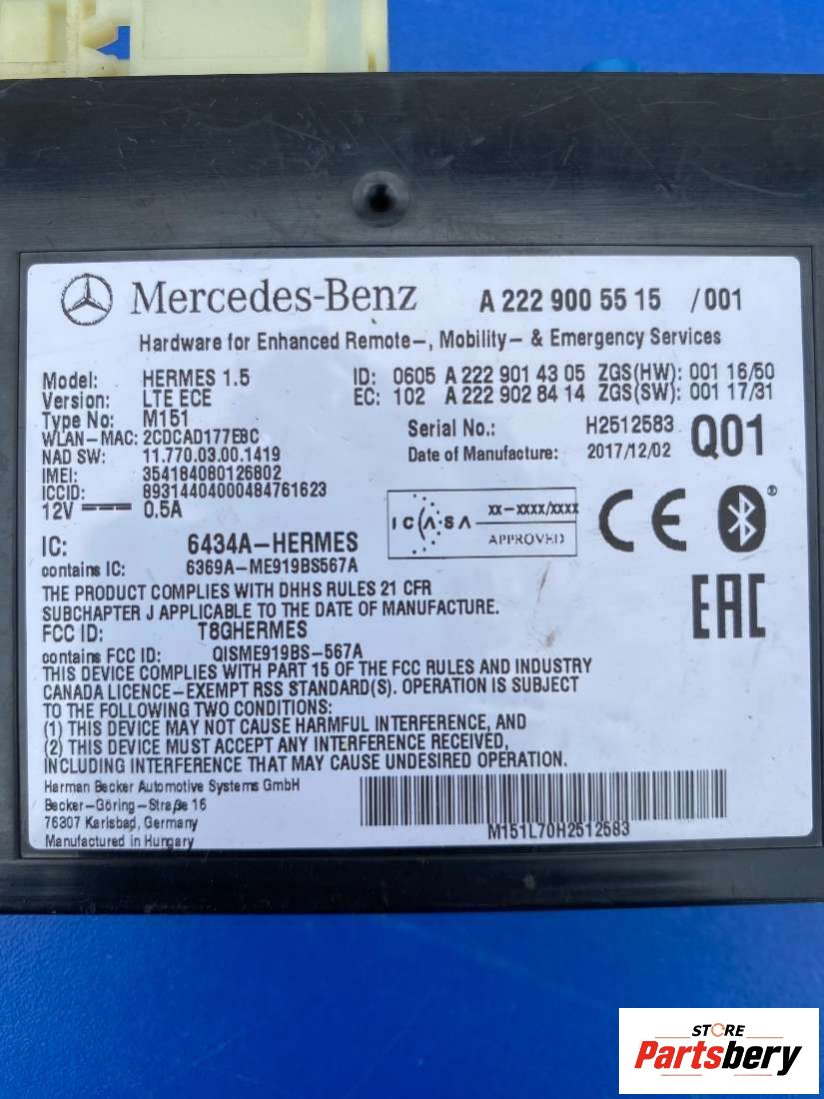 Mercedes-Benz A 222 900 55 15 /001
Hardware for Enhanced Remote-, Mobility- & Emergency Services
Model: HERMES 1.5 ID: 0605 A 222 901 43 05 ZGS(HW): 001 16/50
Version: LTE ECE EC: 102 A 222 902 84 14 ZGS(SW): 001 17/31
Type No: M151
WLAN-MAC: 2CDCAD177E8C Serial No.: H2512583 Q01
NAD SW: 11.770.03.00.1419 Date of Manufacture: 2017/12/02
IMEI: 354184080126802
ICCID: 89314404000484761623
12V 0,5A
ICASA xx-xxxx/xxxx
APPROVED
CE
IC: 6434A-HERMES
contains IC: 6369A-ME919BS567A
THE PRODUCT COMPLIES WITH DHHS RULES 21 CFR
SUBCHAPTER J APPLICABLE TO THE DATE OF MANUFACTURE.
EAC
FCC ID: T8GHERMES
contains FCC ID: QISME919BS-567A
THIS DEVICE COMPLIES WITH PART 15 OF THE FCC RULES AND INDUSTRY
CANADA LICENCE-EXEMPT RSS STANDARD(S). OPERATION IS SUBJECT
TO THE FOLLOWING TWO CONDITIONS:
(1) THIS DEVICE MAY NOT CAUSE HARMFUL INTERFERENCE, AND
(2) THIS DEVICE MUST ACCEPT ANY INTERFERENCE RECEIVED,
INCLUDING INTERFERENCE THAT MAY CAUSE UNDESIRED OPERATION.
Harman Becker Automotive Systems GmbH
Becker-Göring-Straße 16
76307 Karlsbad, Germany
Manufactured in Hungary
M151L70H2512583
STORE
Partsbery